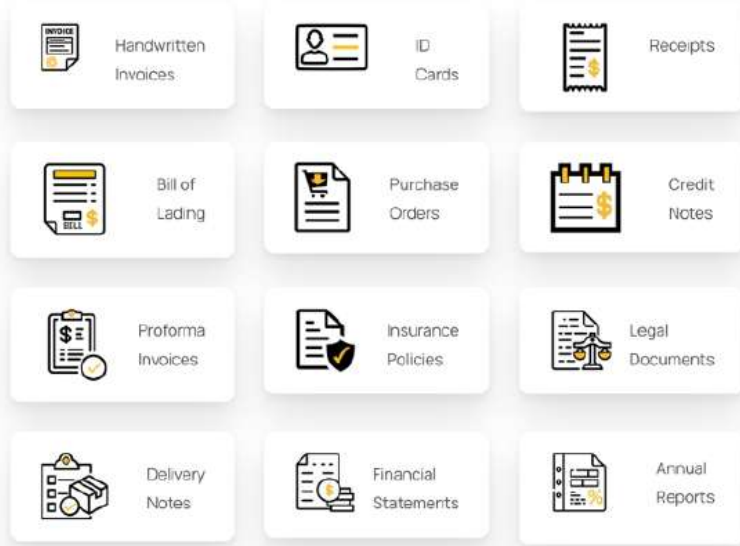 INVOICE
Handwritten
Invoices
ID
Cards
Receipts
Bill of
Lading
BILL
Purchase
Orders
Credit
Notes
Proforma
Invoices
Insurance
Policies
Legal
Documents
Delivery
Notes
Financial
Statements
Annual
Reports